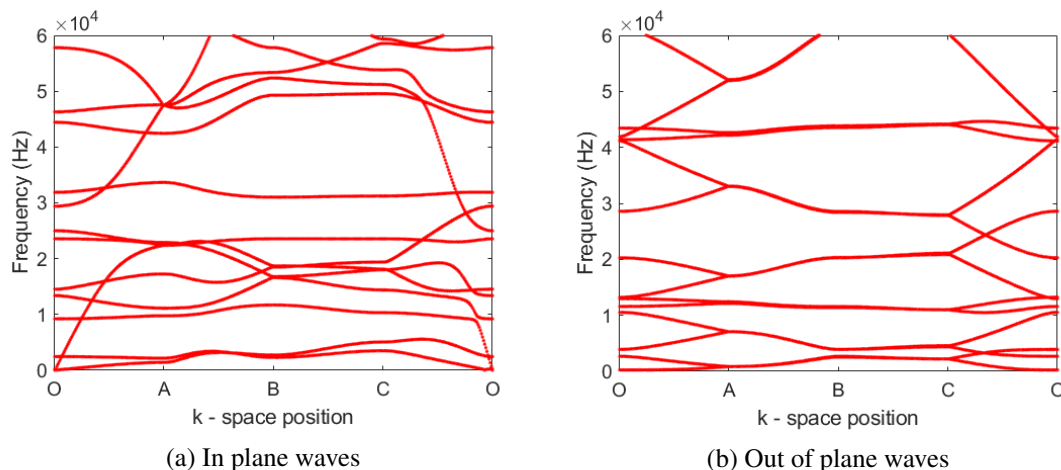 ×10⁴
6
5
4
3
2
1
0
Frequency (Hz)
O A B C O
k - space position
(a) In plane waves
×10⁴
6
5
4
3
2
1
0
Frequency (Hz)
O A B C O
k - space position
(b) Out of plane waves